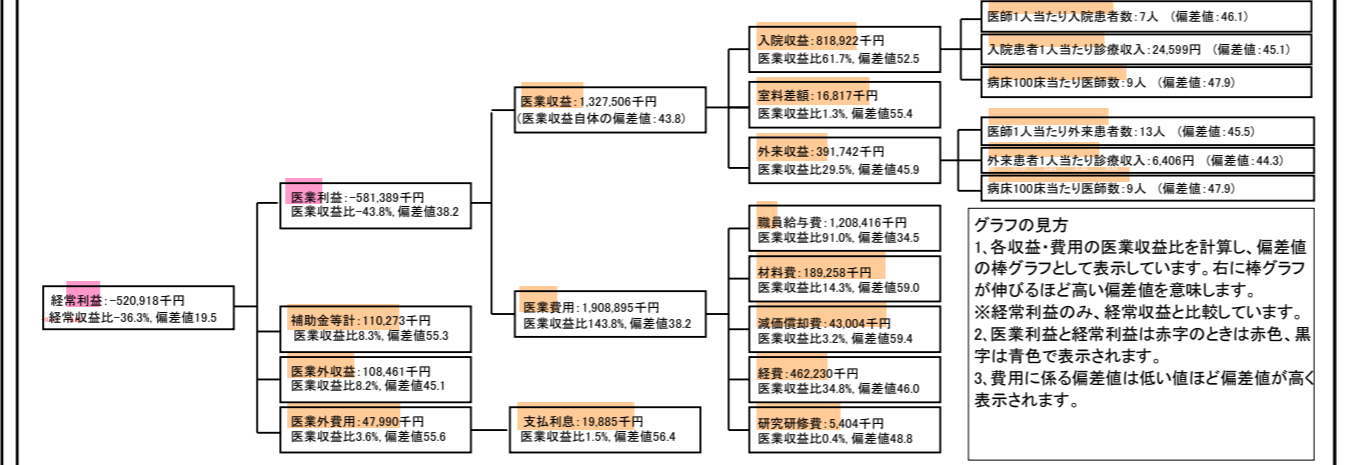 医師1人当たり入院患者数:7人 (偏差値:46.1)
入院収益:818,922千円
医業収益比61.7%, 偏差値52.5
入院患者1人当たり診療収入:24,599円 (偏差値:45.1)
病床100床当たり医師数:9人 (偏差値:47.9)
医業収益:1,327,506千円
(医業収益自体の偏差値:43.8)
室料差額:16,817千円
医業収益比1.3%, 偏差値55.4
医師1人当たり外来患者数:13人 (偏差値:45.5)
外来収益:391,742千円
医業収益比29.5%, 偏差値45.9
外来患者1人当たり診療収入:6,406円 (偏差値:44.3)
病床100床当たり医師数:9人 (偏差値:47.9)
医業利益:-581,389千円
医業収益比-43.8%, 偏差値38.2
職員給与費:1,208,416千円
医業収益比91.0%, 偏差値34.5
材料費:189,258千円
医業収益比14.3%, 偏差値59.0
経常利益:-520,918千円
経常収益比-36.3%, 偏差値19.5
医業費用:1,908,895千円
医業収益比143.8%, 偏差値38.2
補助金等計:110,273千円
医業収益比8.3%, 偏差値55.3
減価償却費:43,004千円
医業収益比3.2%, 偏差値59.4
医業外収益:108,461千円
医業収益比8.2%, 偏差値45.1
経費:462,230千円
医業収益比34.8%, 偏差値46.0
医業外費用:47,990千円
医業収益比3.6%, 偏差値55.6
支払利息:19,885千円
医業収益比1.5%, 偏差値56.4
研究研修費:5,404千円
医業収益比0.4%, 偏差値48.8
グラフの見方
1、各収益・費用の医業収益比を計算し、偏差値
の棒グラフとして表示しています。右に棒グラフ
が伸びるほど高い偏差値を意味します。
※経常利益のみ、経常収益と比較しています。
2、医業利益と経常利益は赤字のときは赤色、黒
字は青色で表示されます。
3、費用に係る偏差値は低い値ほど偏差値が高く
表示されます。